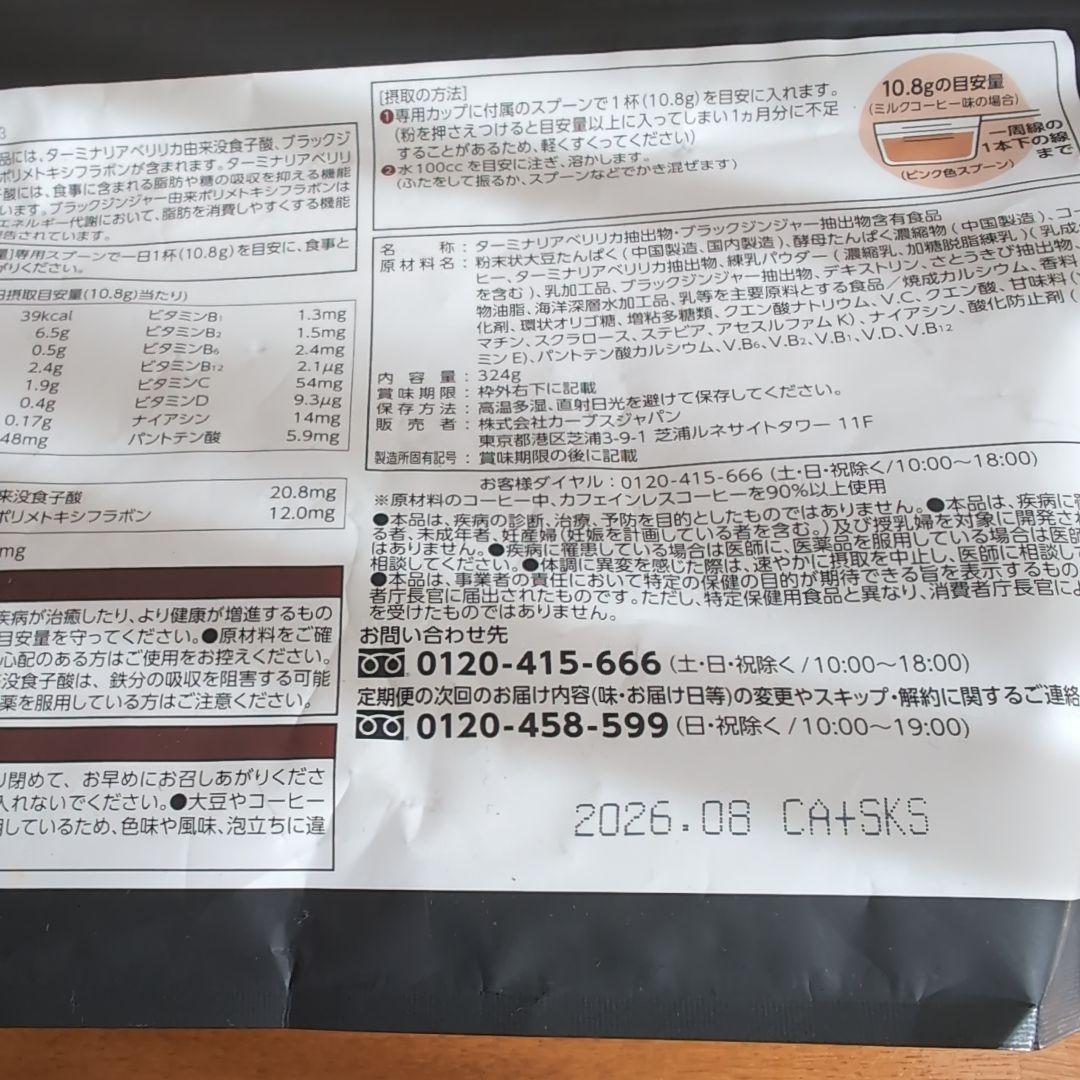 3
品には、ターミナリアベリリカ由来没食子酸、ブラックジ
ポリメトキシフラボンが含まれます。ターミナリアベリリ
酸には、食事に含まれる脂肪や糖の吸収を抑える機能
います。ブラックジンジャー由来ポリメトキシフラボンは
エネルギー代謝において、脂肪を消費しやすくする機能
告されています。
]専用スプーンで一日1杯(10.8g)を目安に、食事と
がりください。
日摂取目安量(10.8g)当たり)
39kcal ビタミンB1 1.3mg
6.5g ビタミンB2 1.5mg
0.5g ビタミンB6 2.4mg
2.4g ビタミンB12 2.1μg
1.9g ビタミンC 54mg
0.4g ビタミンD 9.3μg
0.17g ナイアシン 14mg
48mg パントテン酸 5.9mg
来没食子酸 20.8mg
ポリメトキシフラボン 12.0mg
mg
疾病が治癒したり、より健康が増進するもの
目安量を守ってください。●原材料をご確
心配のある方はご使用をお控えください。
没食子酸は、鉄分の吸収を阻害する可能
薬を服用している方はご注意ください。
り閉めて、お早めにお召しあがりくださ
入れないでください。●大豆やコーヒー
用しているため、色味や風味、泡立ちに違
[摂取の方法]
❶専用カップに付属のスプーンで1杯(10.8g)を目安に入れます。
(粉を押さえつけると目安量以上に入ってしまい1ヵ月分に不足
することがあるため、軽くすくってください)
❷水100ccを目安に注ぎ、溶かします。
(ふたをして振るか、スプーンなどでかき混ぜます)
10.8gの目安量
(ミルクコーヒー味の場合)
一周線の
1本下の線
まで
(ピンク色スプーン)
名称:ターミナリアベリリカ抽出物・ブラックジンジャー抽出物含有食品
原材料名:粉末状大豆たんぱく(中国製造、国内製造)、酵母たんぱく濃縮物(中国製造)、コー
ヒー、ターミナリアベリリカ抽出物、練乳パウダー(濃縮乳、加糖脱脂練乳)(乳成分
を含む)、乳加工品、ブラックジンジャー抽出物、デキストリン、さとうきび抽出物、
物油脂、海洋深層水加工品、乳等を主要原料とする食品/焼成カルシウム、香料
化剤、環状オリゴ糖、増粘多糖類、クエン酸ナトリウム、V.C、クエン酸、甘味料(
マチン、スクラロース、ステビア、アセスルファムK)、ナイアシン、酸化防止剤(
ミンE)、パントテン酸カルシウム、V.B6、V.B2、V.B1、V.D、V.B12
内容量:324g
賞味期限:枠外右下に記載
保存方法:高温多湿、直射日光を避けて保存してください。
販売者:株式会社カーブスジャパン
東京都港区芝浦3-9-1 芝浦ルネサイトタワー 11F
製造所固有記号:賞味期限の後に記載
お客様ダイヤル:0120-415-666 (土・日・祝除く/10:00〜18:00)
※原材料のコーヒー中、カフェインレスコーヒーを90%以上使用
●本品は、疾病の診断、治療、予防を目的としたものではありません。●本品は、疾病に
る者、未成年者、妊産婦(妊娠を計画している者を含む。)及び授乳婦を対象に開発さ
はありません。●疾病に罹患している場合は医師に、医薬品を服用している場合は医師
相談してください。●体調に異変を感じた際は、速やかに摂取を中止し、医師に相談して
●本品は、事業者の責任において特定の保健の目的が期待できる旨を表示するもの
者庁長官に届出されたものです。ただし、特定保健用食品と異なり、消費者庁長官によ
を受けたものではありません。
お問い合わせ先
0120-415-666 (土・日・祝除く/10:00〜18:00)
定期便の次回のお届け内容(味・お届け日等)の変更やスキップ・解約に関するご連絡
0120-458-599 (日・祝除く/10:00〜19:00)
2026.08 CA+SKS